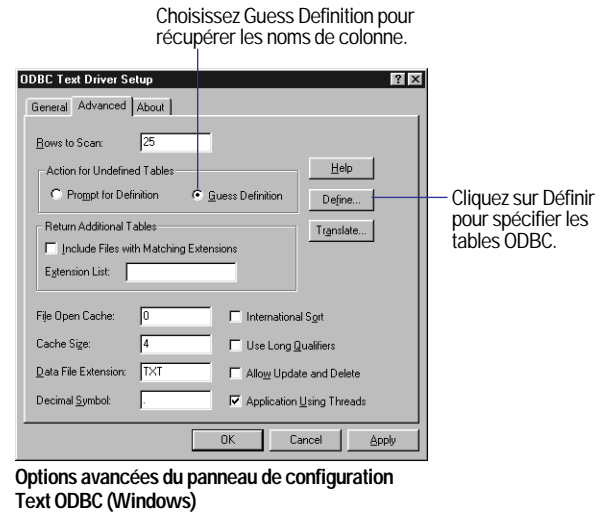 Choisissez Guess Definition pour
récupérer les noms de colonne.
ODBC Text Driver Setup
General Advanced About
Rows to Scan: 25
Action for Undefined Tables
Prompt for Definition Guess Definition
Help
Define...
Translate...
Cliquez sur Définir
pour spécifier les
tables ODBC.
Return Additional Tables
Include Files with Matching Extensions
Extension List:
File Open Cache: 0 International Sort
Cache Size: 4 Use Long Qualifiers
Data File Extension: TXT Allow Update and Delete
Decimal Symbol: . Application Using Threads
OK Cancel Apply
Options avancées du panneau de configuration
Text ODBC (Windows)